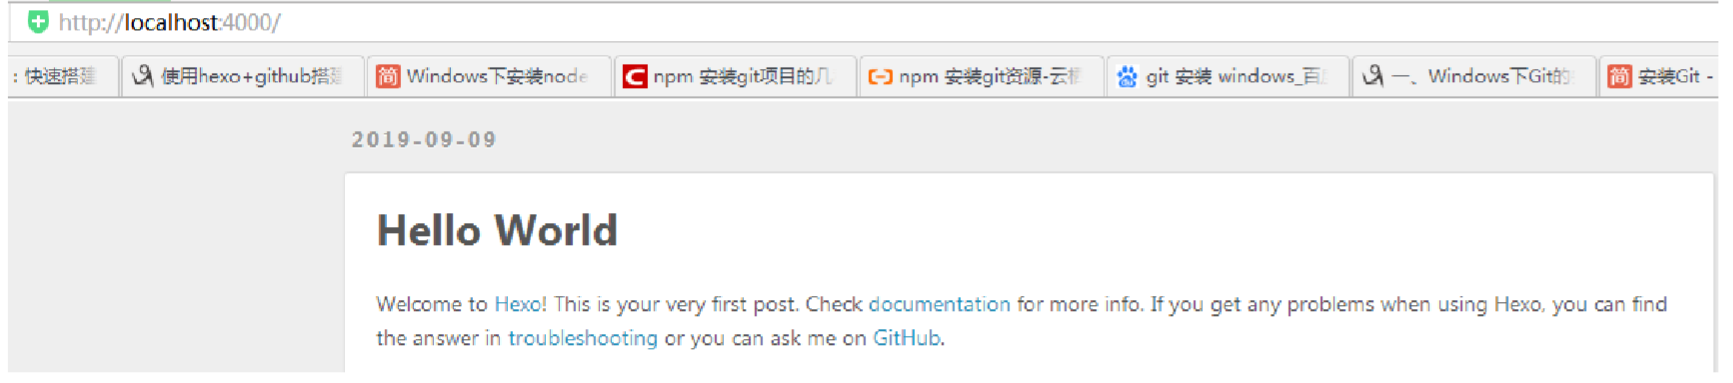 http://localhost:4000/
: 快速搭建 使用hexo+github搭 Windows下安装node npm 安装git项目的几 npm 安装git资源-云 git 安装 windows_百 一、Windows下Git的 安装Git -
2019-09-09
Hello World
Welcome to Hexo! This is your very first post. Check documentation for more info. If you get any problems when using Hexo, you can find
the answer in troubleshooting or you can ask me on GitHub.